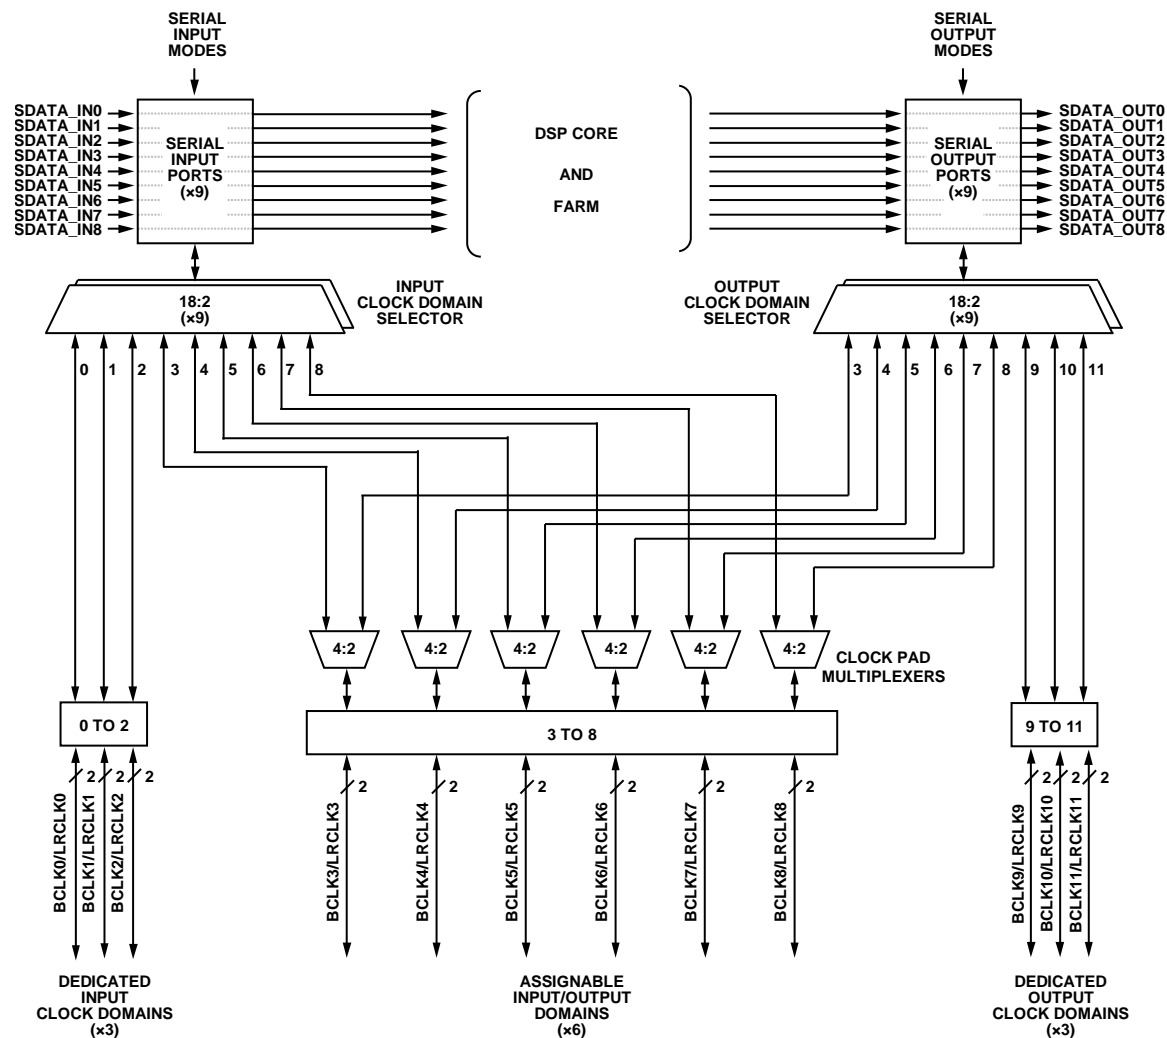 SERIAL
INPUT
MODES
SERIAL
OUTPUT
MODES
SDATA_IN0
SDATA_IN1
SDATA_IN2
SDATA_IN3
SDATA_IN4
SDATA_IN5
SDATA_IN6
SDATA_IN7
SDATA_IN8
SERIAL
INPUT
PORTS
(×9)
DSP CORE
AND
FARM
SERIAL
OUTPUT
PORTS
(×9)
SDATA_OUT0
SDATA_OUT1
SDATA_OUT2
SDATA_OUT3
SDATA_OUT4
SDATA_OUT5
SDATA_OUT6
SDATA_OUT7
SDATA_OUT8
18:2
(×9)
INPUT
CLOCK DOMAIN
SELECTOR
OUTPUT
CLOCK DOMAIN
SELECTOR
18:2
(×9)
0 1 2 3 4 5 6 7 8
3 4 5 6 7 8 9 10 11
4:2 4:2 4:2 4:2 4:2 4:2
CLOCK PAD
MULTIPLEXERS
0 TO 2
3 TO 8
9 TO 11
2 2 2
2 2 2 2 2 2
2 2 2
BCLK0/LRCLK0
BCLK1/LRCLK1
BCLK2/LRCLK2
BCLK3/LRCLK3
BCLK4/LRCLK4
BCLK5/LRCLK5
BCLK6/LRCLK6
BCLK7/LRCLK7
BCLK8/LRCLK8
BCLK9/LRCLK9
BCLK10/LRCLK10
BCLK11/LRCLK11
DEDICATED
INPUT
CLOCK DOMAINS
(×3)
ASSIGNABLE
INPUT/OUTPUT
DOMAINS
(×6)
DEDICATED
OUTPUT
CLOCK DOMAINS
(×3)